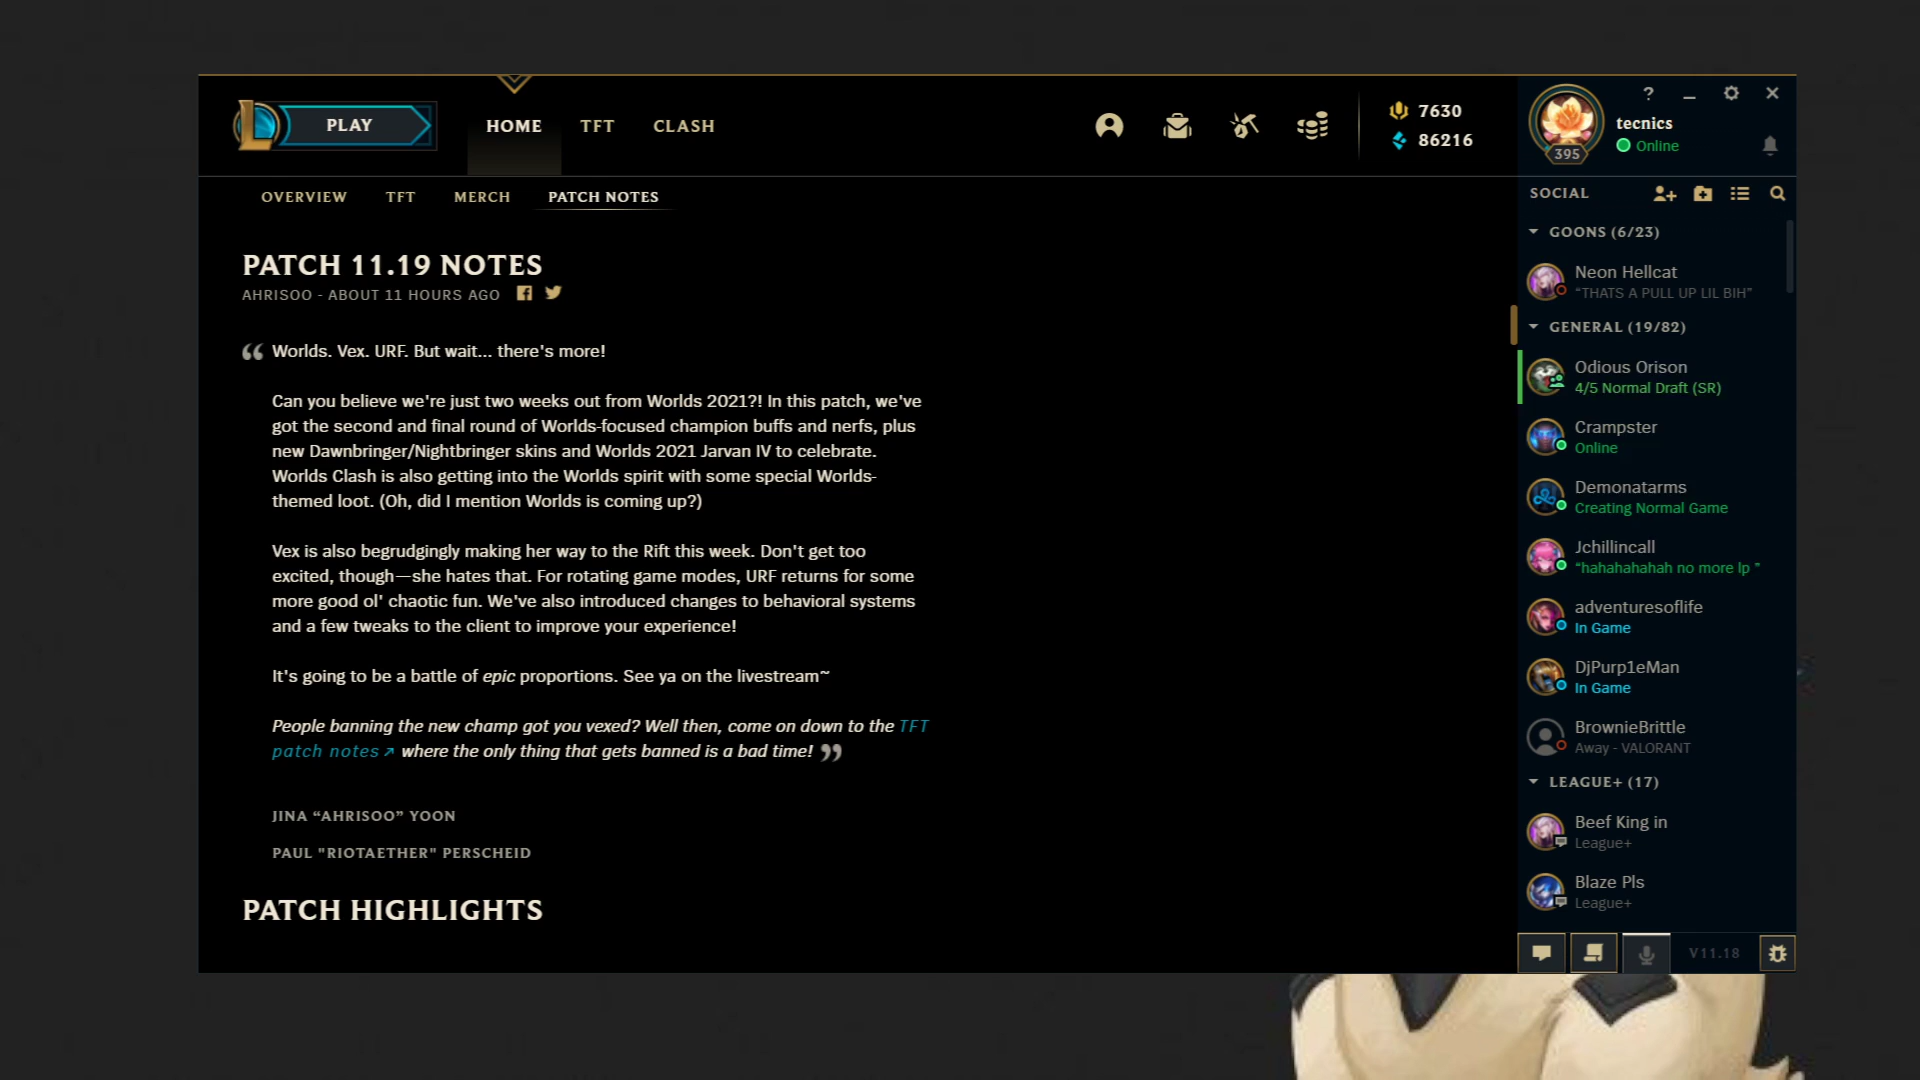 PLAY
HOME
TFT
CLASH
7630
86216
395
?
tecnics
Online
OVERVIEW
TFT
MERCH
PATCH NOTES
PATCH 11.19 NOTES
AHRISOO - ABOUT 11 HOURS AGO
“ Worlds. Vex. URF. But wait... there's more!
Can you believe we're just two weeks out from Worlds 2021?! In this patch, we've
got the second and final round of Worlds-focused champion buffs and nerfs, plus
new Dawnbringer/Nightbringer skins and Worlds 2021 Jarvan IV to celebrate.
Worlds Clash is also getting into the Worlds spirit with some special Worlds-
themed loot. (Oh, did I mention Worlds is coming up?)
Vex is also begrudgingly making her way to the Rift this week. Don't get too
excited, though—she hates that. For rotating game modes, URF returns for some
more good ol' chaotic fun. We've also introduced changes to behavioral systems
and a few tweaks to the client to improve your experience!
It's going to be a battle of epic proportions. See ya on the livestream~
People banning the new champ got you vexed? Well then, come on down to the TFT
patch notes↗ where the only thing that gets banned is a bad time! ”
JINA “AHRISOO” YOON
PAUL "RIOTAETHER" PERSCHEID
PATCH HIGHLIGHTS
SOCIAL
GOONS (6/23)
Neon Hellcat
“THATS A PULL UP LIL BIH”
GENERAL (19/82)
Odious Orison
4/5 Normal Draft (SR)
Crampster
Online
Demonatarms
Creating Normal Game
Jchillincall
“hahahahahah no more lp ”
adventuresoflife
In Game
DjPurp1eMan
In Game
BrownieBrittle
Away - VALORANT
LEAGUE+ (17)
Beef King in
League+
Blaze Pls
League+
V11.18